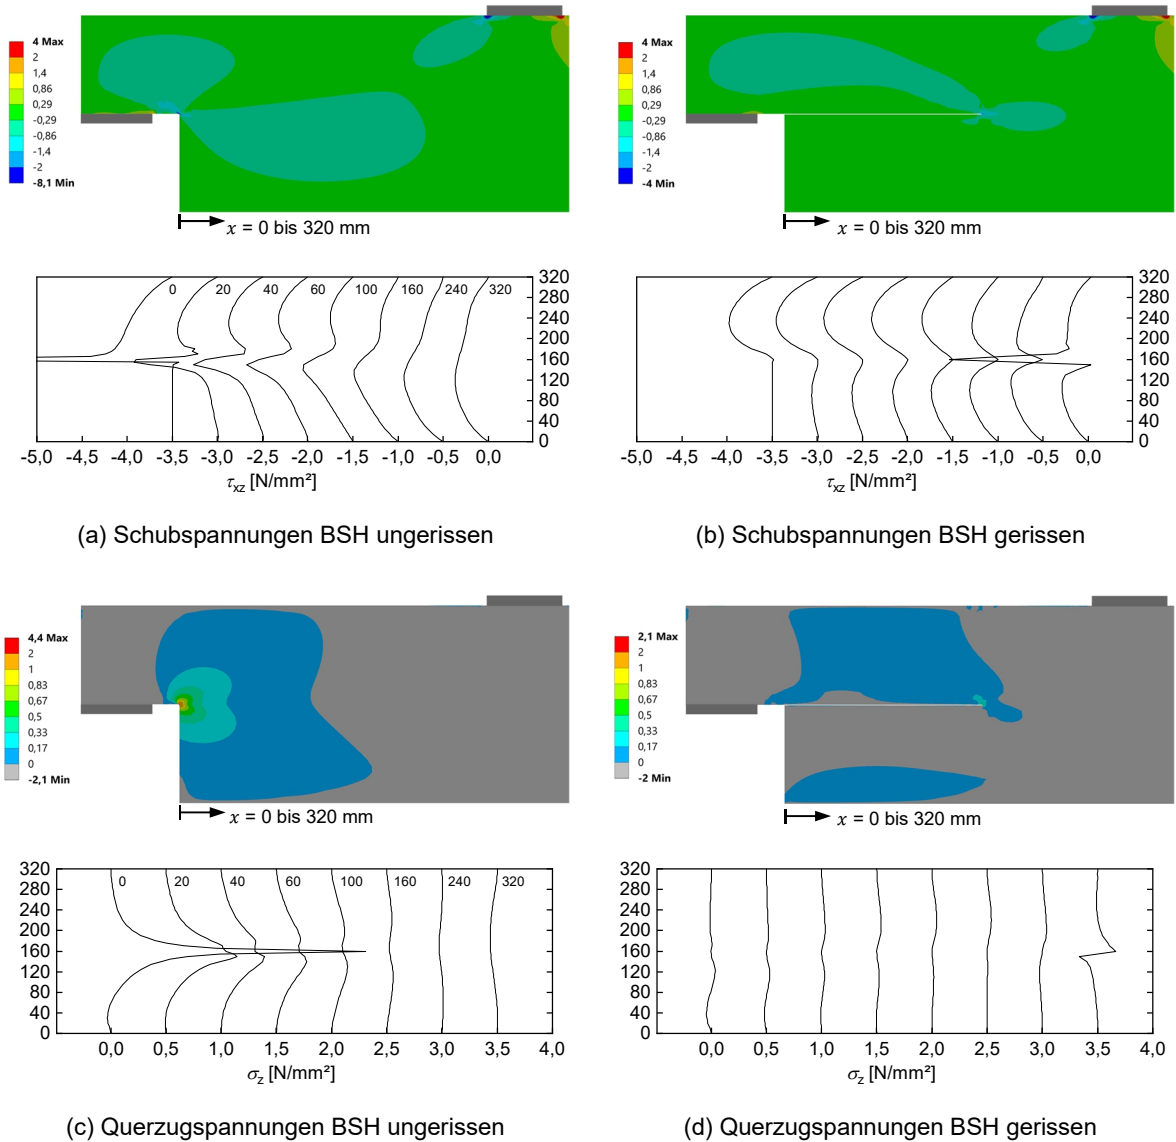 4 Max
2
1,4
0,86
0,29
-0,29
-0,86
-1,4
-2
-8,1 Min
x = 0 bis 320 mm
4 Max
2
1,4
0,86
0,29
-0,29
-0,86
-1,4
-2
-4 Min
x = 0 bis 320 mm
0 20 40 60 100 160 240 320
320
280
240
200
160
120
80
40
0
-5,0 -4,5 -4,0 -3,5 -3,0 -2,5 -2,0 -1,5 -1,0 -0,5 0,0
τxz [N/mm²]
320
280
240
200
160
120
80
40
0
-5,0 -4,5 -4,0 -3,5 -3,0 -2,5 -2,0 -1,5 -1,0 -0,5 0,0
τxz [N/mm²]
(a) Schubspannungen BSH ungerissen
(b) Schubspannungen BSH gerissen
4,4 Max
2
1
0,83
0,67
0,5
0,33
0,17
0
-2,1 Min
x = 0 bis 320 mm
2,1 Max
2
1
0,83
0,67
0,5
0,33
0,17
0
-2 Min
x = 0 bis 320 mm
320
280
240
200
160
120
80
40
0
0 20 40 60 100 160 240 320
0,0 0,5 1,0 1,5 2,0 2,5 3,0 3,5 4,0
σz [N/mm²]
320
280
240
200
160
120
80
40
0
0,0 0,5 1,0 1,5 2,0 2,5 3,0 3,5 4,0
σz [N/mm²]
(c) Querzugspannungen BSH ungerissen
(d) Querzugspannungen BSH gerissen